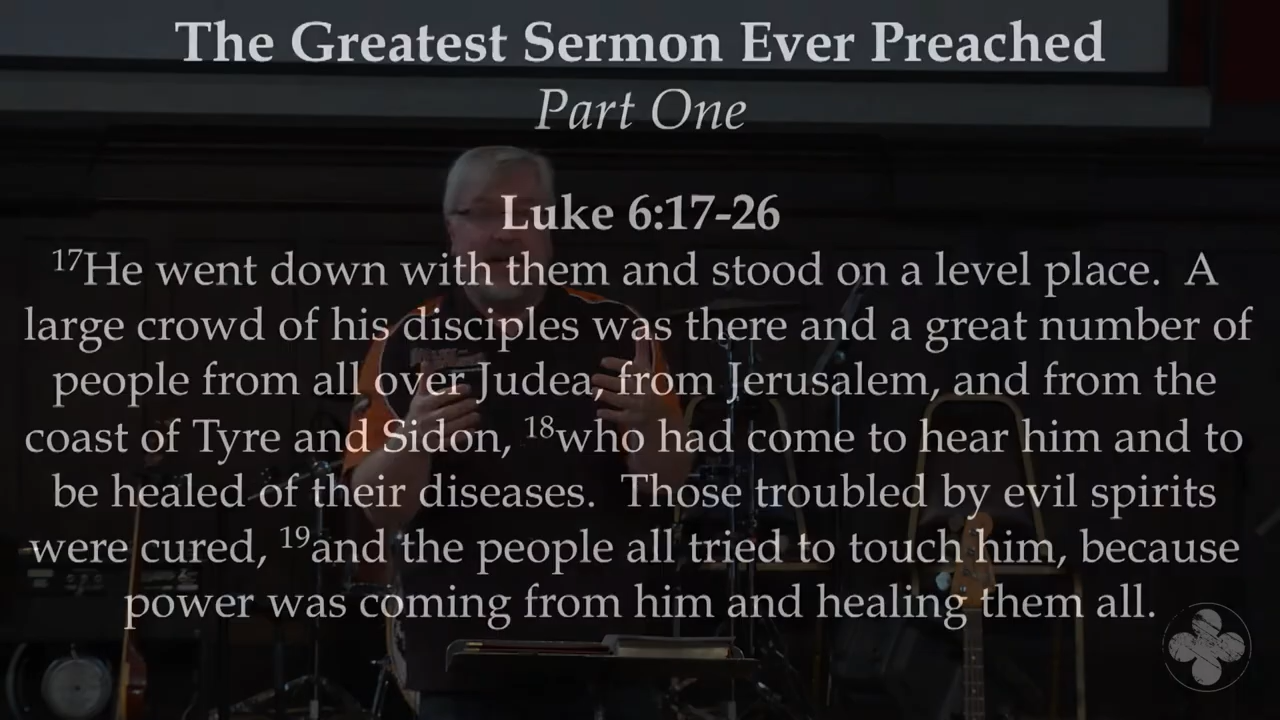 The Greatest Sermon Ever Preached
Part One
Luke 6:17-26
17He went down with them and stood on a level place.  A
large crowd of his disciples was there and a great number of
people from all over Judea, from Jerusalem, and from the
coast of Tyre and Sidon, 18who had come to hear him and to
be healed of their diseases.  Those troubled by evil spirits
were cured, 19and the people all tried to touch him, because
power was coming from him and healing them all.